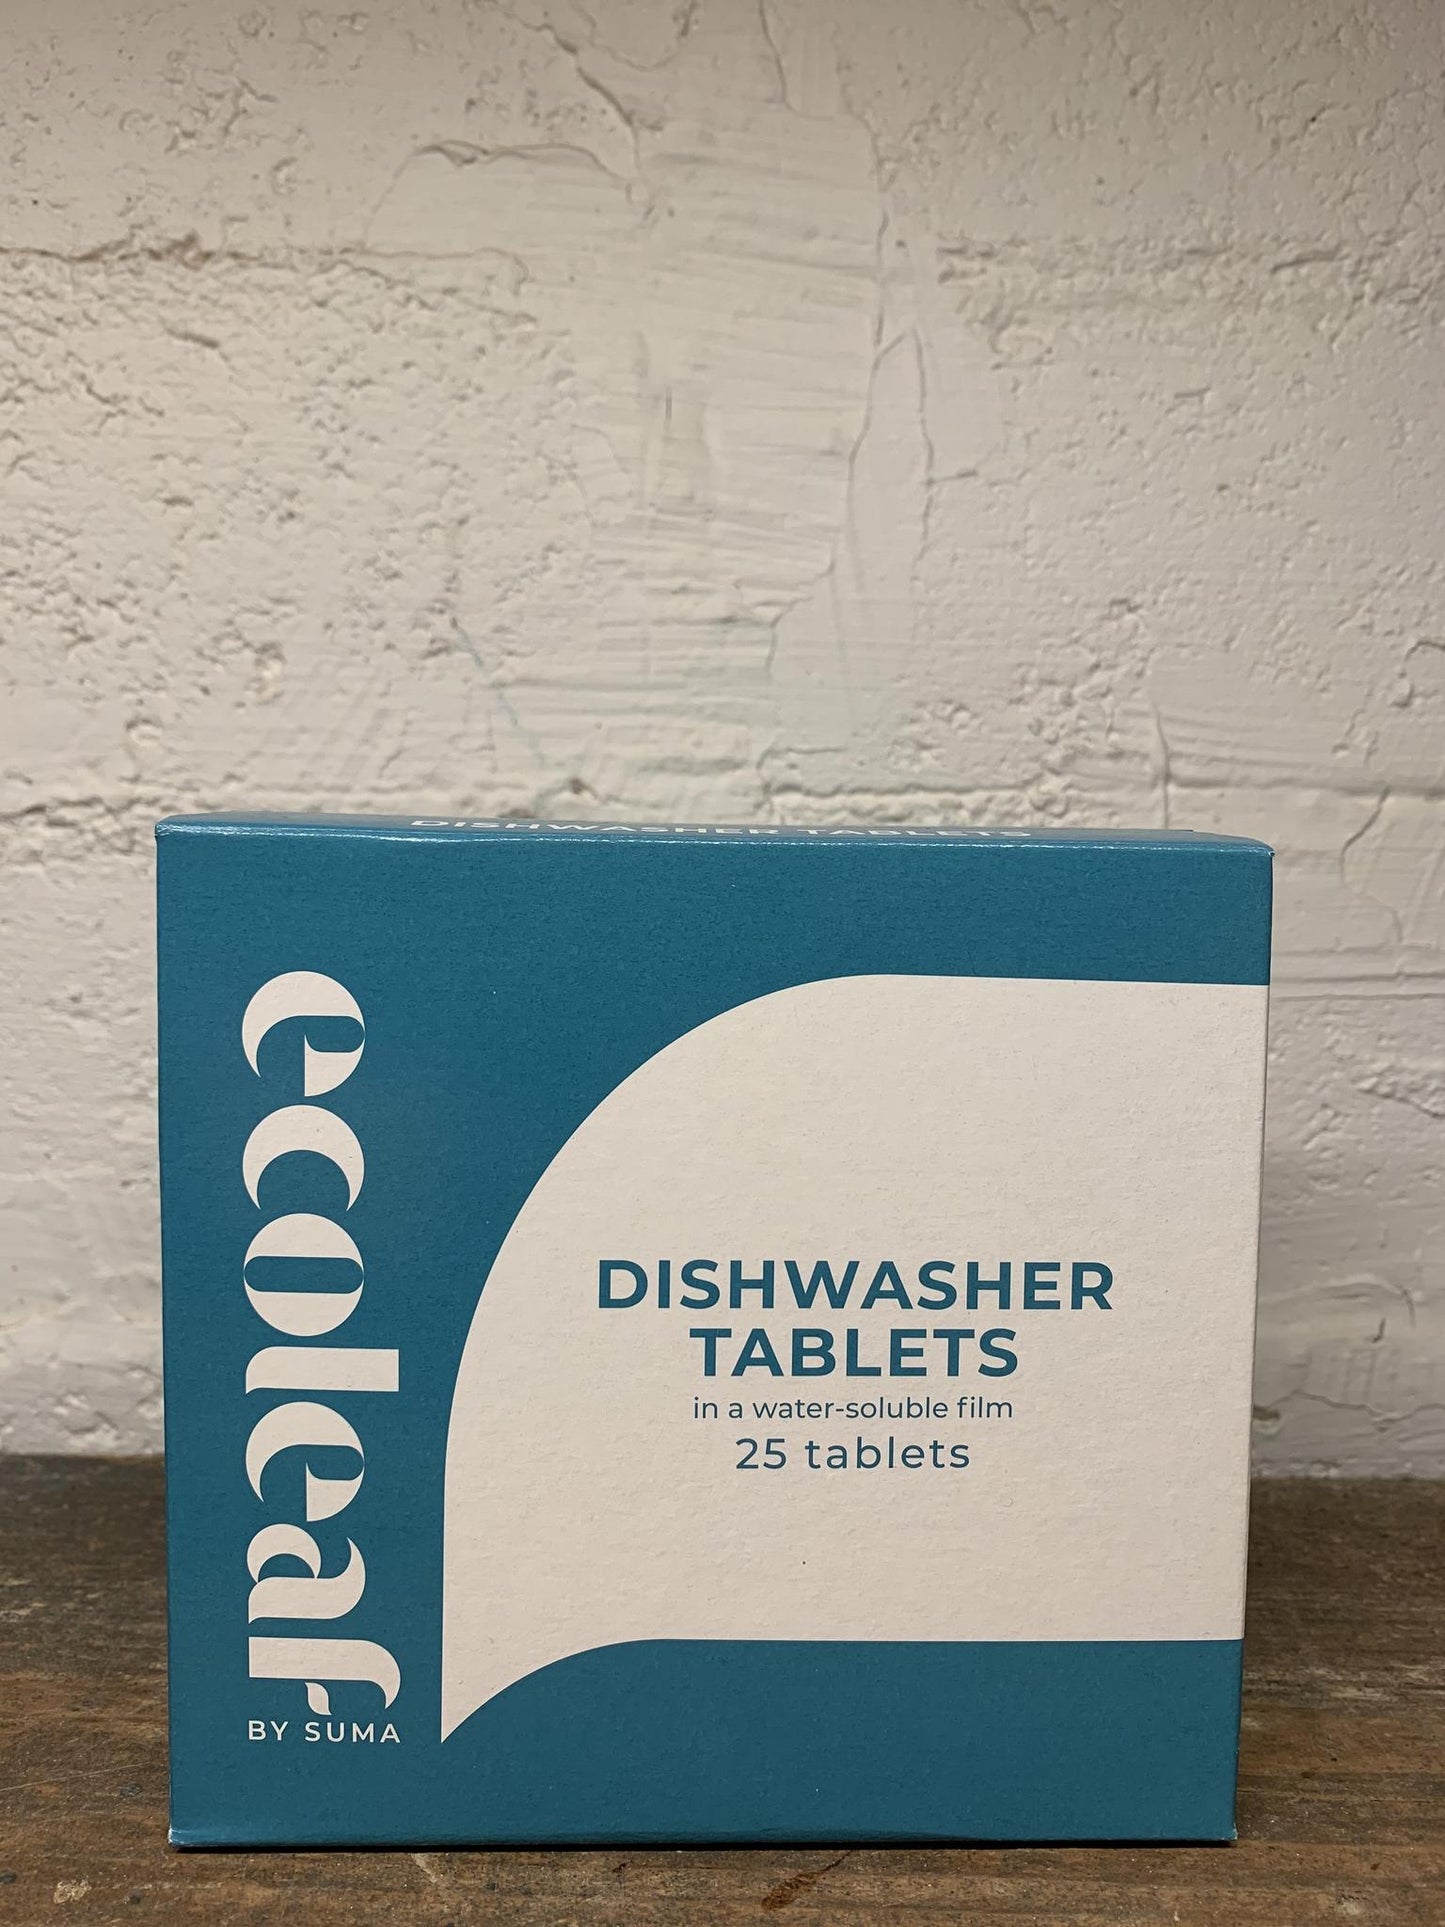 DISHWASHER TABLETS
ecoleaf
BY SUMA
DISHWASHER
TABLETS
in a water-soluble film
25 tablets